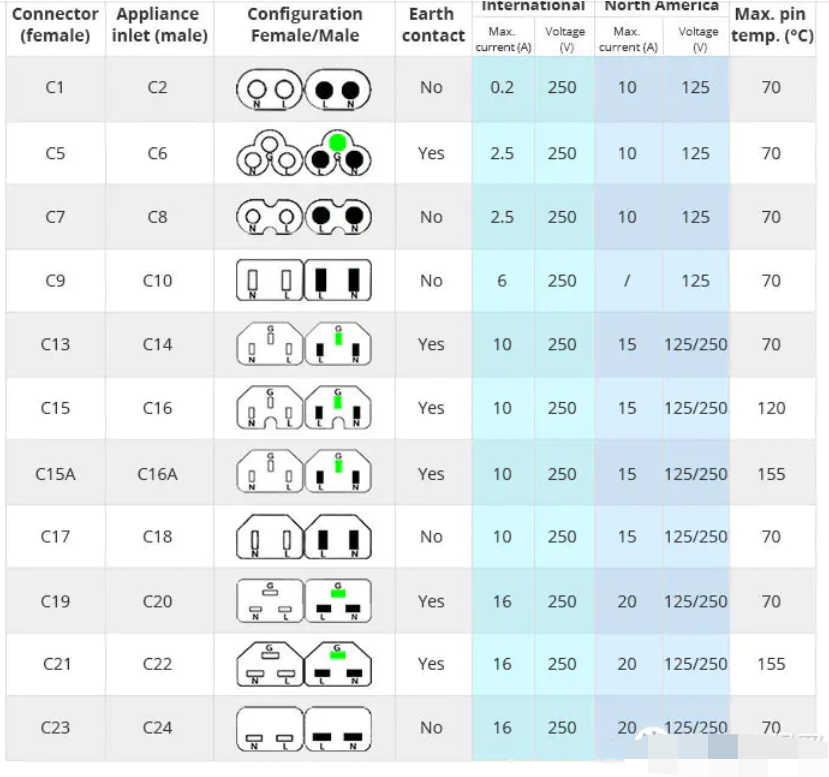 Connector (female) Appliance inlet (male) Configuration Female/Male Earth contact International North America Max. pin temp. (°C)
Max. current (A) Voltage (V) Max. current (A) Voltage (V)
C1 C2 N L L N No 0.2 250 10 125 70
C5 C6 G N L G L N Yes 2.5 250 10 125 70
C7 C8 N L L N No 2.5 250 10 125 70
C9 C10 N L L N No 6 250 / 125 70
C13 C14 G N L G L N Yes 10 250 15 125/250 70
C15 C16 G N L G L N Yes 10 250 15 125/250 120
C15A C16A G N L G L N Yes 10 250 15 125/250 155
C17 C18 N L L N No 10 250 15 125/250 70
C19 C20 G N L G L N Yes 16 250 20 125/250 70
C21 C22 G N L G L N Yes 16 250 20 125/250 155
C23 C24 N L L N No 16 250 20 125/250 70